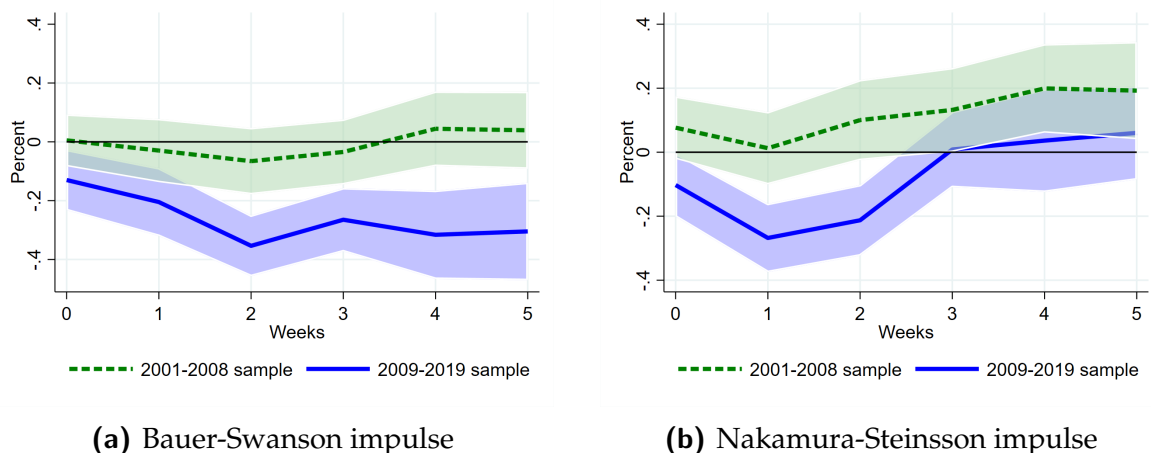 .4
.2
0
-.2
-.4
Percent
0 1 2 3 4 5
Weeks
2001-2008 sample 2009-2019 sample
(a) Bauer-Swanson impulse
.4
.2
0
-.2
-.4
Percent
0 1 2 3 4 5
Weeks
2001-2008 sample 2009-2019 sample
(b) Nakamura-Steinsson impulse